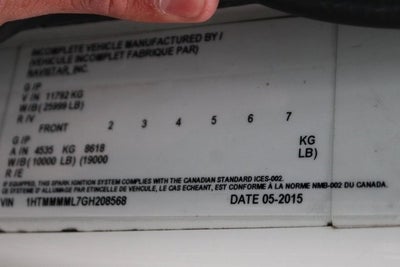 INCOMPLETE VEHICLE MANUFACTURED BY /
(VEHICULE INCOMPLET FABRIQUE PAR)
NAVISTAR, INC.
G /P
V /N 11792 KG
W/B( 25999 LB)
R /V
FRONT 2 3 4 5 6 7
G /P
A /N 4535 KG 8618 KG
W/B( 10000 LB) (19000 LB)
R /E
IF EQUIPPED, THIS SPARK IGNITION SYSTEM COMPLIES WITH THE CANADIAN STANDARD ICES-002.
CE SYSTEME D'ALLUMAGE PAR ETINCELLE DE VEHICULE, LE CAS ECHEANT, EST CONFORME À LA NORME NMB-002 DU CANADA.
VIN 1HTMMMML7GH208568 DATE 05-2015